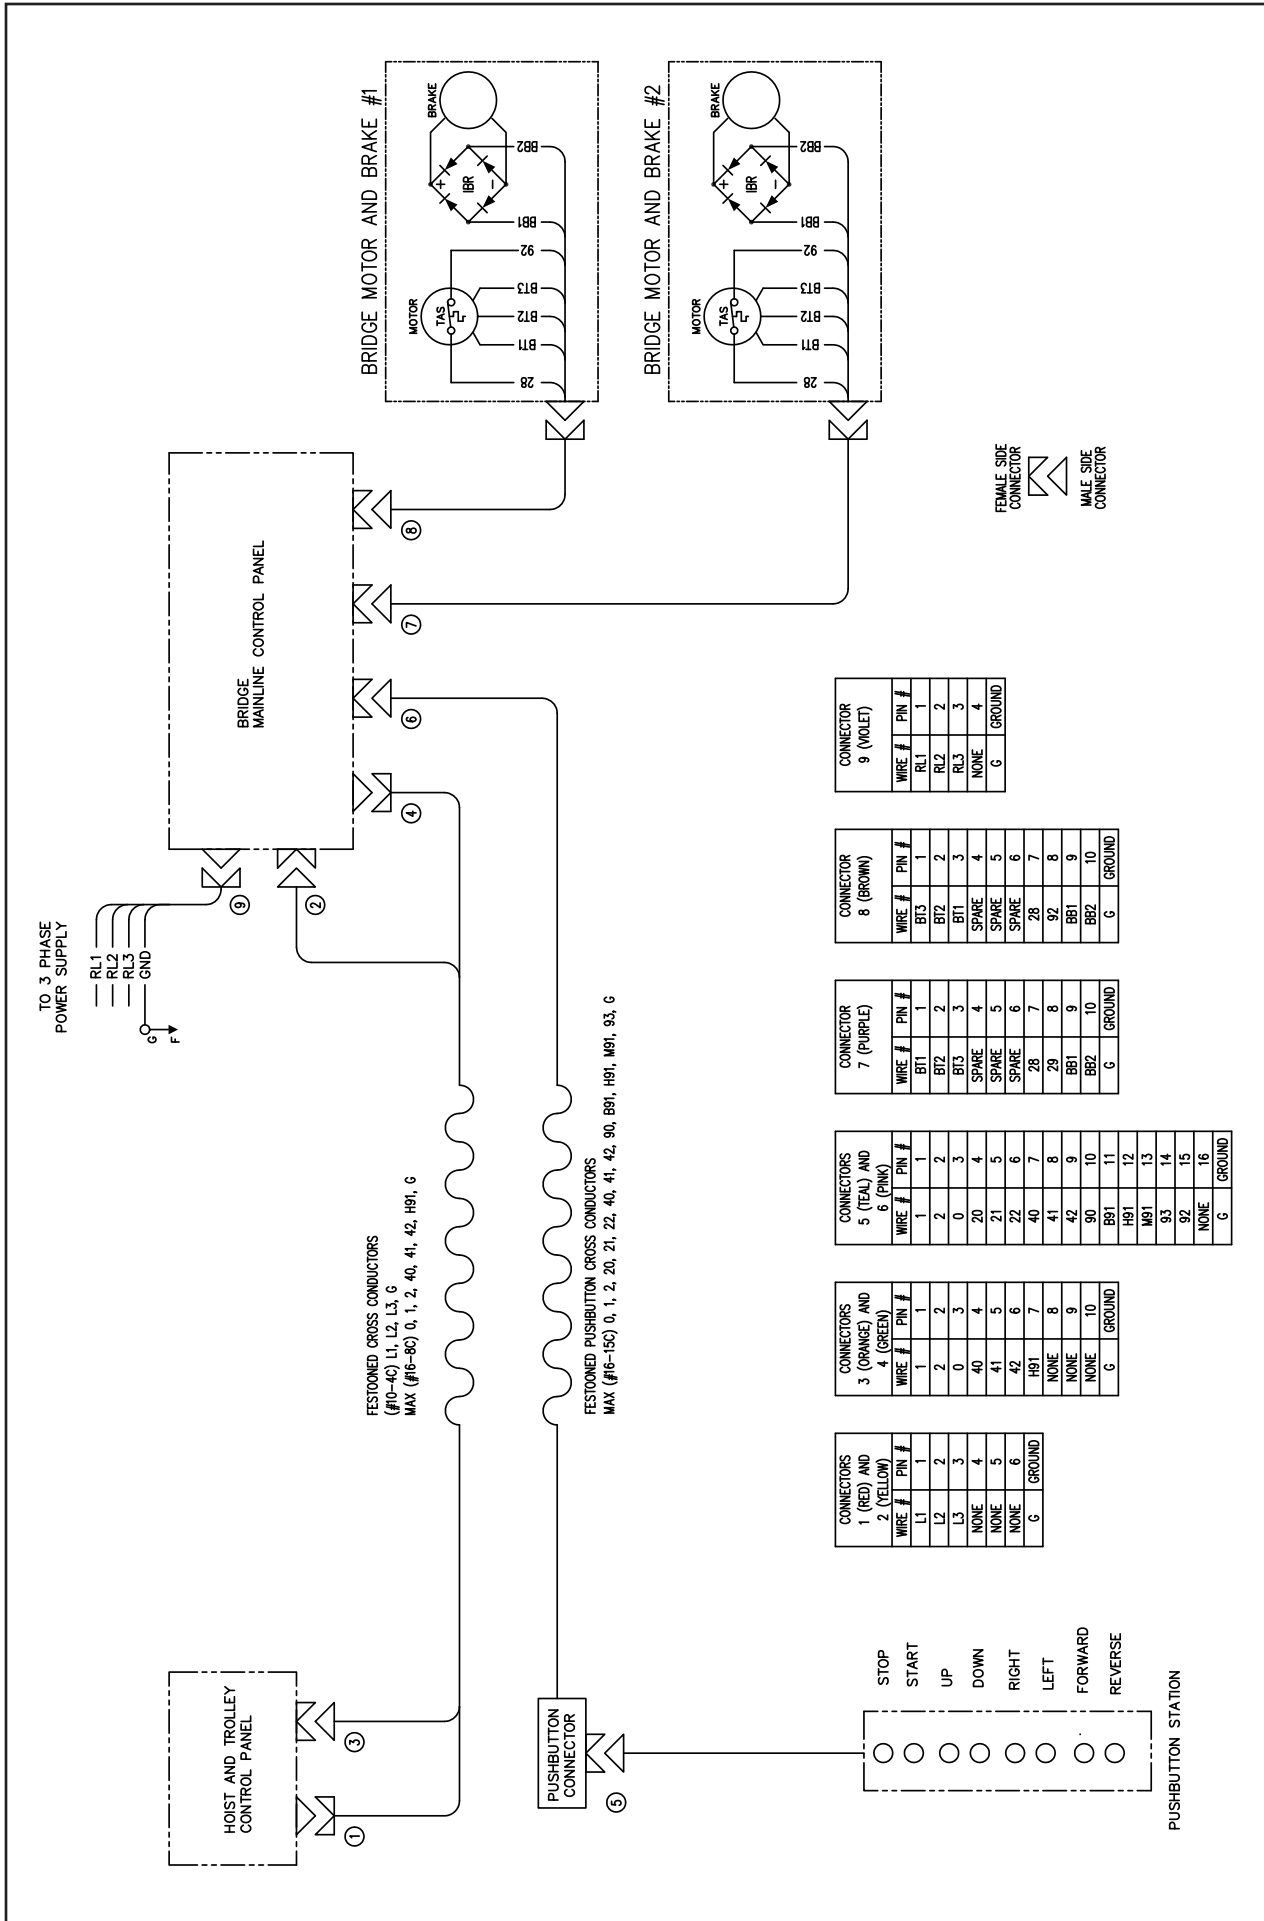 TO 3 PHASE
POWER SUPPLY
RL1
RL2
RL3
GND
G
F
HOIST AND TROLLEY
CONTROL PANEL
1
3
BRIDGE
MAINLINE CONTROL PANEL
9
2
4
6
7
8
BRIDGE MOTOR AND BRAKE #1
MOTOR
TAS
BRAKE
IBR
+
−
28
BT1
BT2
BT3
92
BB1
BB2
BRIDGE MOTOR AND BRAKE #2
MOTOR
TAS
BRAKE
IBR
+
−
28
BT1
BT2
BT3
92
BB1
BB2
FESTOONED CROSS CONDUCTORS
(#10-4C) L1, L2, L3, G
MAX (#16-8C) 0, 1, 2, 40, 41, 42, H91, G
FESTOONED PUSHBUTTON CROSS CONDUCTORS
MAX (#16-15C) 0, 1, 2, 20, 21, 22, 40, 41, 42, 90, B91, H91, M91, 93, G
PUSHBUTTON
CONNECTOR
5
FEMALE SIDE
CONNECTOR
MALE SIDE
CONNECTOR
STOP
START
UP
DOWN
RIGHT
LEFT
FORWARD
REVERSE
PUSHBUTTON STATION
CONNECTORS
1 (RED) AND
2 (YELLOW)
WIRE # PIN #
L1 1
L2 2
L3 3
NONE 4
NONE 5
NONE 6
G GROUND
CONNECTORS
3 (ORANGE) AND
4 (GREEN)
WIRE # PIN #
1 1
2 2
0 3
40 4
41 5
42 6
H91 7
NONE 8
NONE 9
NONE 10
G GROUND
CONNECTORS
5 (TEAL) AND
6 (PINK)
WIRE # PIN #
1 1
2 2
0 3
20 4
21 5
22 6
40 7
41 8
42 9
90 10
B91 11
H91 12
M91 13
93 14
92 15
NONE 16
G GROUND
CONNECTOR
7 (PURPLE)
WIRE # PIN #
BT1 1
BT2 2
BT3 3
SPARE 4
SPARE 5
SPARE 6
28 7
29 8
BB1 9
BB2 10
G GROUND
CONNECTOR
8 (BROWN)
WIRE # PIN #
BT3 1
BT2 2
BT1 3
SPARE 4
SPARE 5
SPARE 6
28 7
92 8
BB1 9
BB2 10
G GROUND
CONNECTOR
9 (VIOLET)
WIRE # PIN #
RL1 1
RL2 2
RL3 3
NONE 4
G GROUND